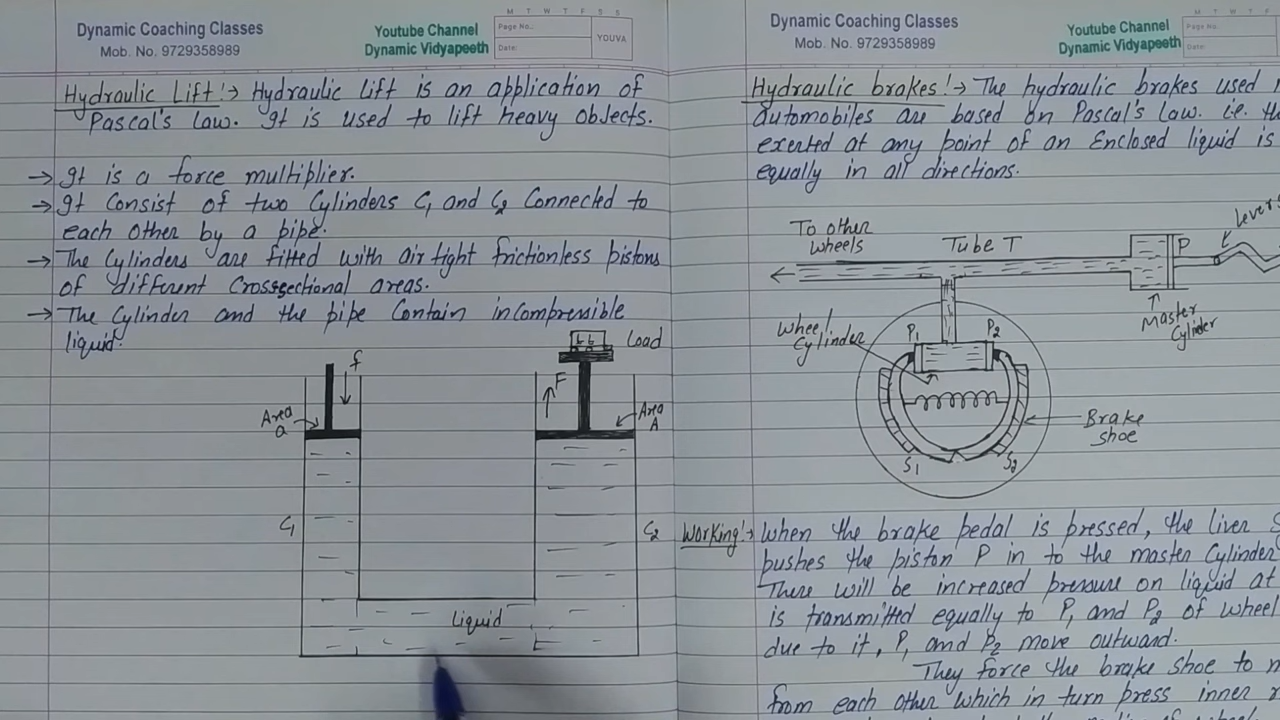 Dynamic Coaching Classes
Mob. No. 9729358989
Youtube Channel
Dynamic Vidyapeeth
M T W T F S S
Page No.:
Date:
YOUVA
Hydraulic Lift :→ Hydraulic Lift is an application of
Pascal's Law. It is used to lift heavy objects.
→ It is a force multiplier.
→ It Consist of two Cylinders C1 and C2 Connected to
each other by a pipe.
→ The Cylinders are fitted with air tight frictionless pistons
of different Crosssectional areas.
→ The Cylinder and the pipe Contain incompressible
liquid.
f
F
Load
Area
a
Area
A
C1
C2
Liquid
Dynamic Coaching Classes
Mob. No. 9729358989
Youtube Channel
Dynamic Vidyapeeth
M T W T F
Page No.:
Date:
Hydraulic brakes :→ The hydraulic brakes used
automobiles are based on Pascal's Law. i.e. the
exerted at any point of an Enclosed liquid is
equally in all directions.
To other
wheels
Tube T
P
Lever
Master
Cylinder
Wheel
Cylinder
P1
P2
Brake
shoe
S1
S2
Working :→ When the brake pedal is pressed, the liver
pushes the piston P in to the master Cylinder
There will be increased pressure on liquid at
is transmitted equally to P1 and P2 of wheel
due to it, P1 and P2 move outward.
They force the brake shoe to
from each other which in turn press inner